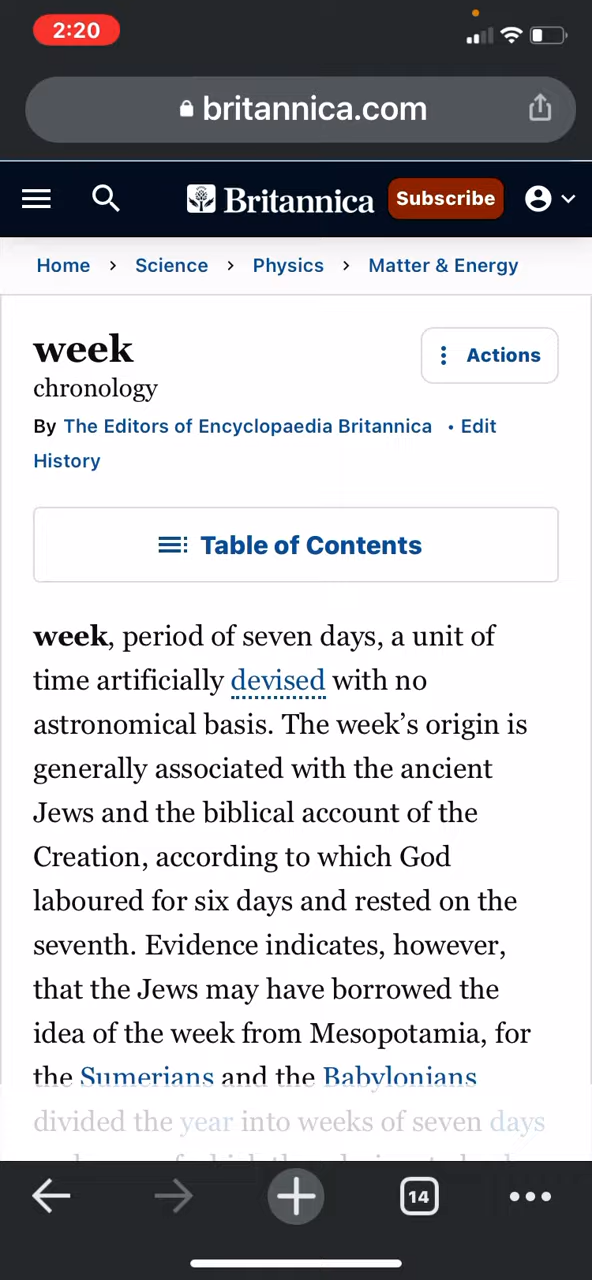 2:20
britannica.com
Britannica Subscribe
Home > Science > Physics > Matter & Energy
week
Actions
chronology
By The Editors of Encyclopaedia Britannica • Edit
History
Table of Contents
week, period of seven days, a unit of
time artificially devised with no
astronomical basis. The week’s origin is
generally associated with the ancient
Jews and the biblical account of the
Creation, according to which God
laboured for six days and rested on the
seventh. Evidence indicates, however,
that the Jews may have borrowed the
idea of the week from Mesopotamia, for
the Sumerians and the Babylonians
divided the year into weeks of seven days
14